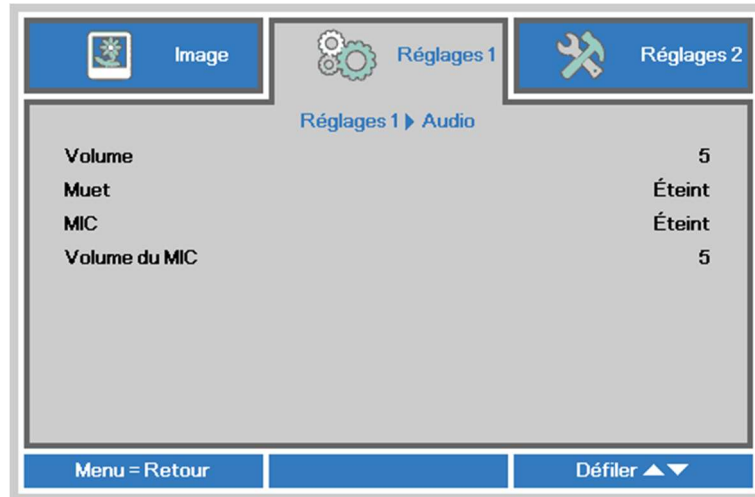 Image Réglages 1 Réglages 2
Réglages 1 ▶ Audio
Volume 5
Muet Éteint
MIC Éteint
Volume du MIC 5
Menu = Retour Défiler ▲▼